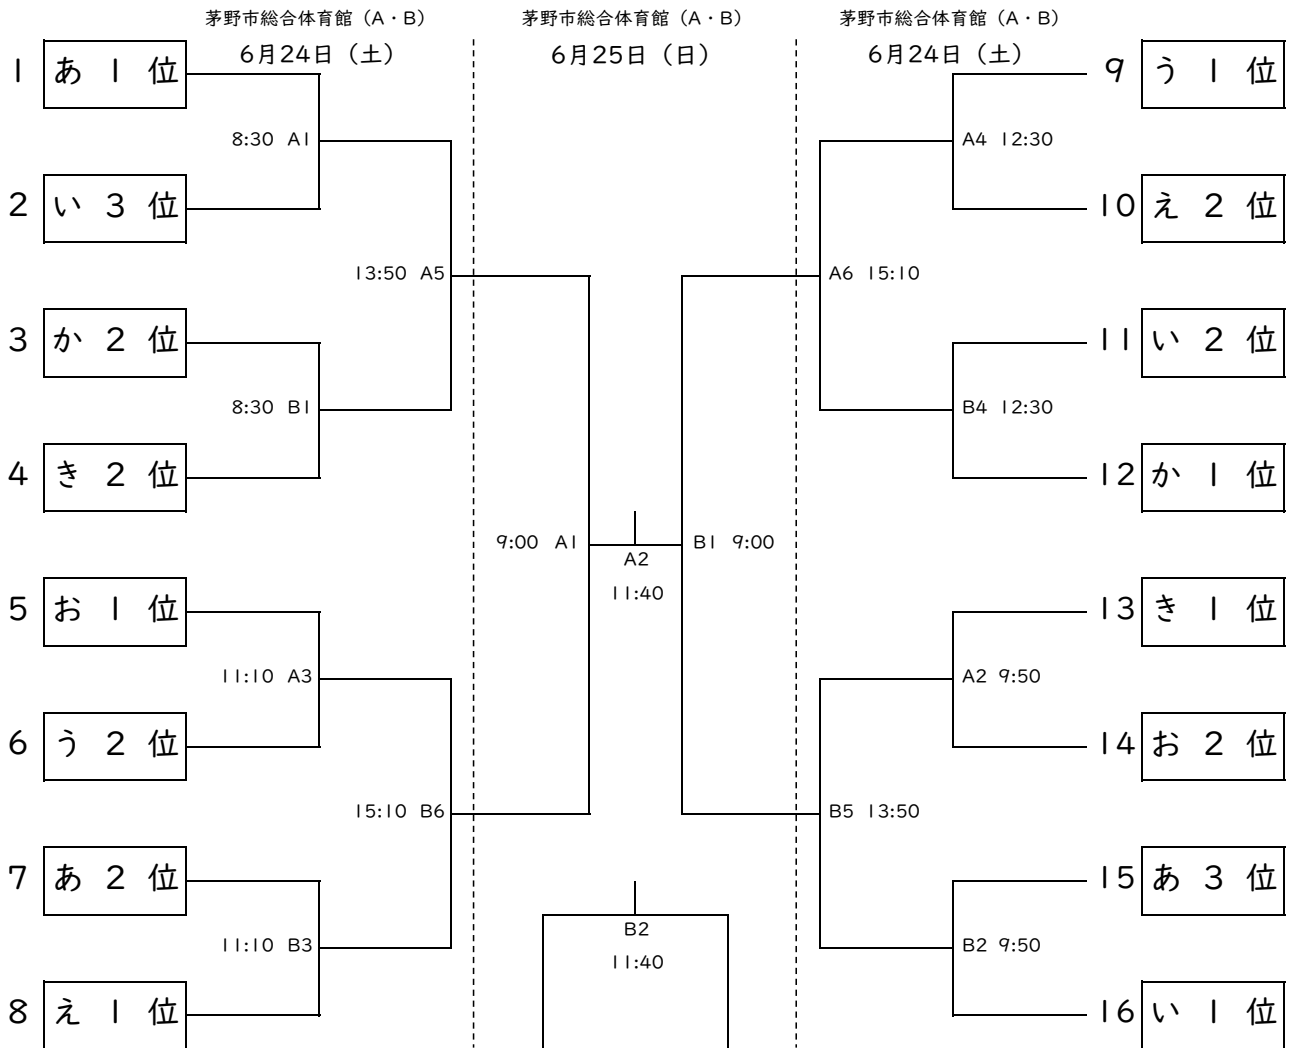 茅野市総合体育館（A・B）
茅野市総合体育館（A・B）
茅野市総合体育館（A・B）
6月24日（土）
6月25日（日）
6月24日（土）
1 あ 1 位
9 う 1 位
8:30 A1
A4 12:30
2 い 3 位
10 え 2 位
13:50 A5
A6 15:10
3 か 2 位
11 い 2 位
8:30 B1
B4 12:30
4 き 2 位
12 か 1 位
9:00 A1
B1 9:00
A2
11:40
5 お 1 位
13 き 1 位
11:10 A3
A2 9:50
6 う 2 位
14 お 2 位
15:10 B6
B5 13:50
7 あ 2 位
15 あ 3 位
B2
11:40
11:10 B3
B2 9:50
8 え 1 位
16 い 1 位